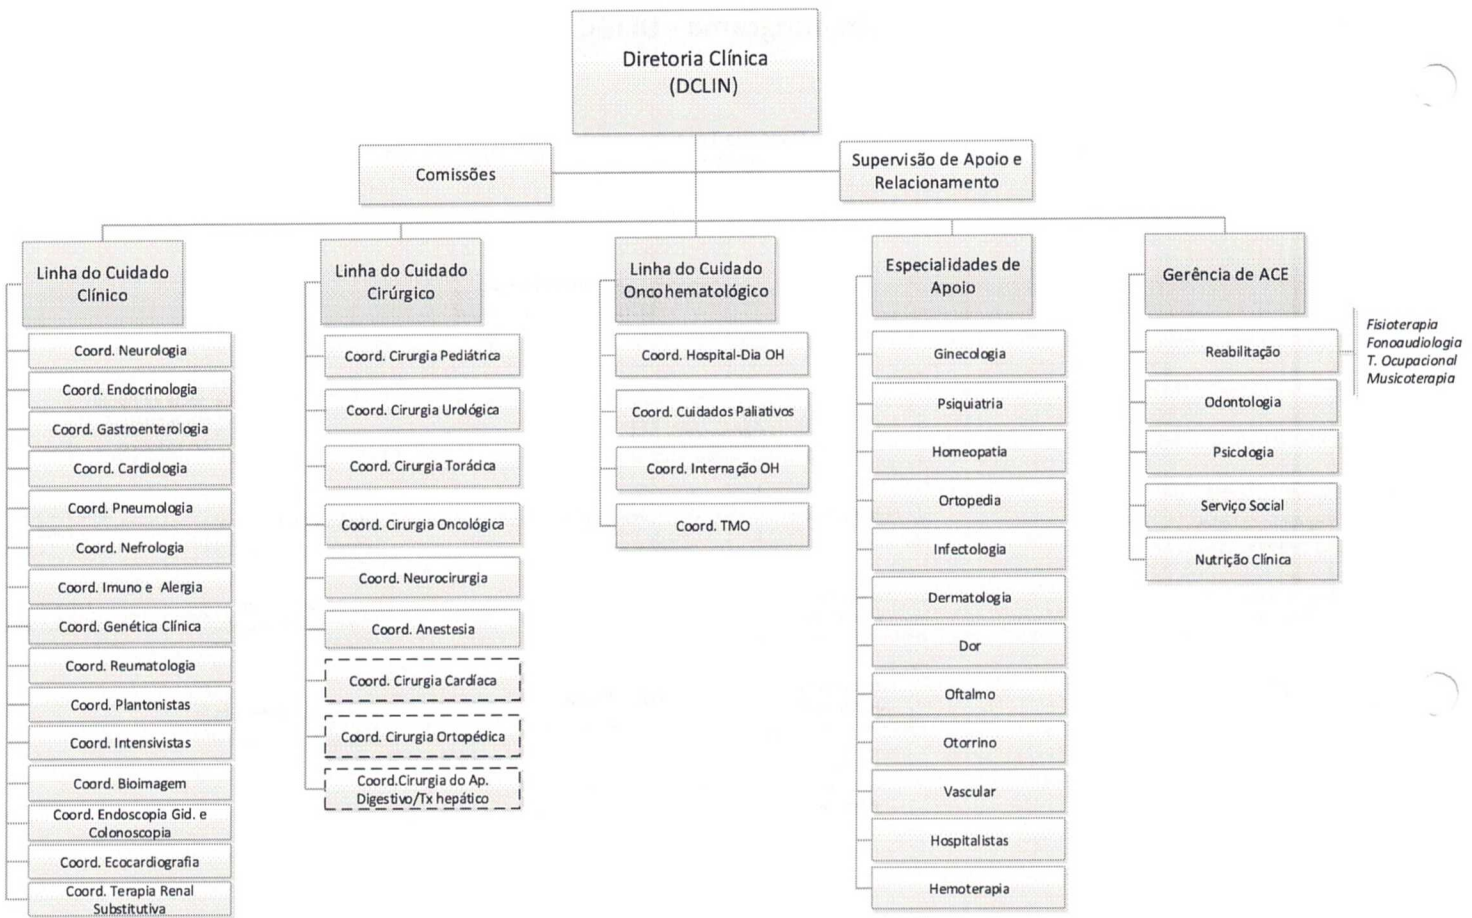 Diretoria Clínica
(DCLIN)
Comissões
Supervisão de Apoio e
Relacionamento
Linha do Cuidado
Clínico
Coord. Neurologia
Coord. Endocrinologia
Coord. Gastroenterologia
Coord. Cardiologia
Coord. Pneumologia
Coord. Nefrologia
Coord. Imuno e Alergia
Coord. Genética Clínica
Coord. Reumatologia
Coord. Plantonistas
Coord. Intensivistas
Coord. Bioimagem
Coord. Endoscopia Gid. e
Colonoscopia
Coord. Ecocardiografia
Coord. Terapia Renal
Substitutiva
Linha do Cuidado
Cirúrgico
Coord. Cirurgia Pediátrica
Coord. Cirurgia Urológica
Coord. Cirurgia Torácica
Coord. Cirurgia Oncológica
Coord. Neurocirurgia
Coord. Anestesia
Coord. Cirurgia Cardíaca
Coord. Cirurgia Ortopédica
Coord.Cirurgia do Ap.
Digestivo/Tx hepático
Linha do Cuidado
Oncohematológico
Coord. Hospital-Dia OH
Coord. Cuidados Paliativos
Coord. Internação OH
Coord. TMO
Especialidades de
Apoio
Ginecologia
Psiquiatria
Homeopatia
Ortopedia
Infectologia
Dermatologia
Dor
Oftalmo
Otorrino
Vascular
Hospitalistas
Hemoterapia
Gerência de ACE
Reabilitação
Fisioterapia
Fonoaudiologia
T. Ocupacional
Musicoterapia
Odontologia
Psicologia
Serviço Social
Nutrição Clínica